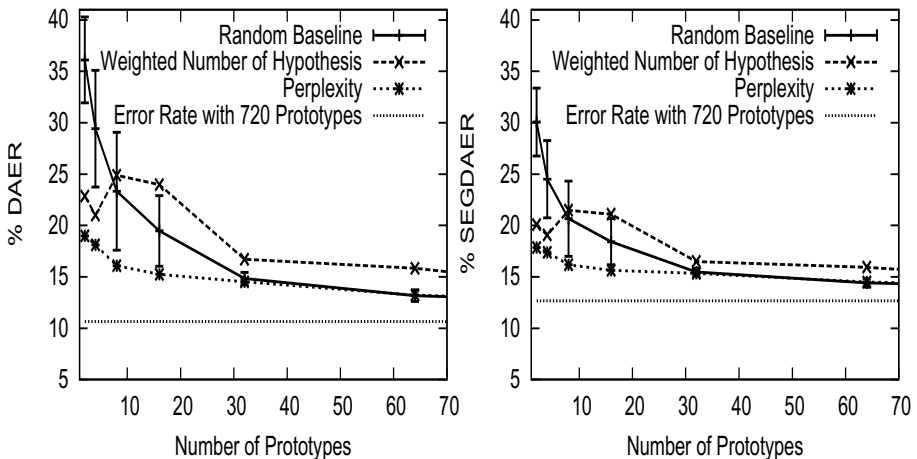 40
35
30
25
20
15
10
5
10 20 30 40 50 60 70
% DAER
Number of Prototypes
Random Baseline
Weighted Number of Hypothesis
Perplexity
Error Rate with 720 Prototypes
40
35
30
25
20
15
10
5
10 20 30 40 50 60 70
% SEGDAER
Number of Prototypes
Random Baseline
Weighted Number of Hypothesis
Perplexity
Error Rate with 720 Prototypes